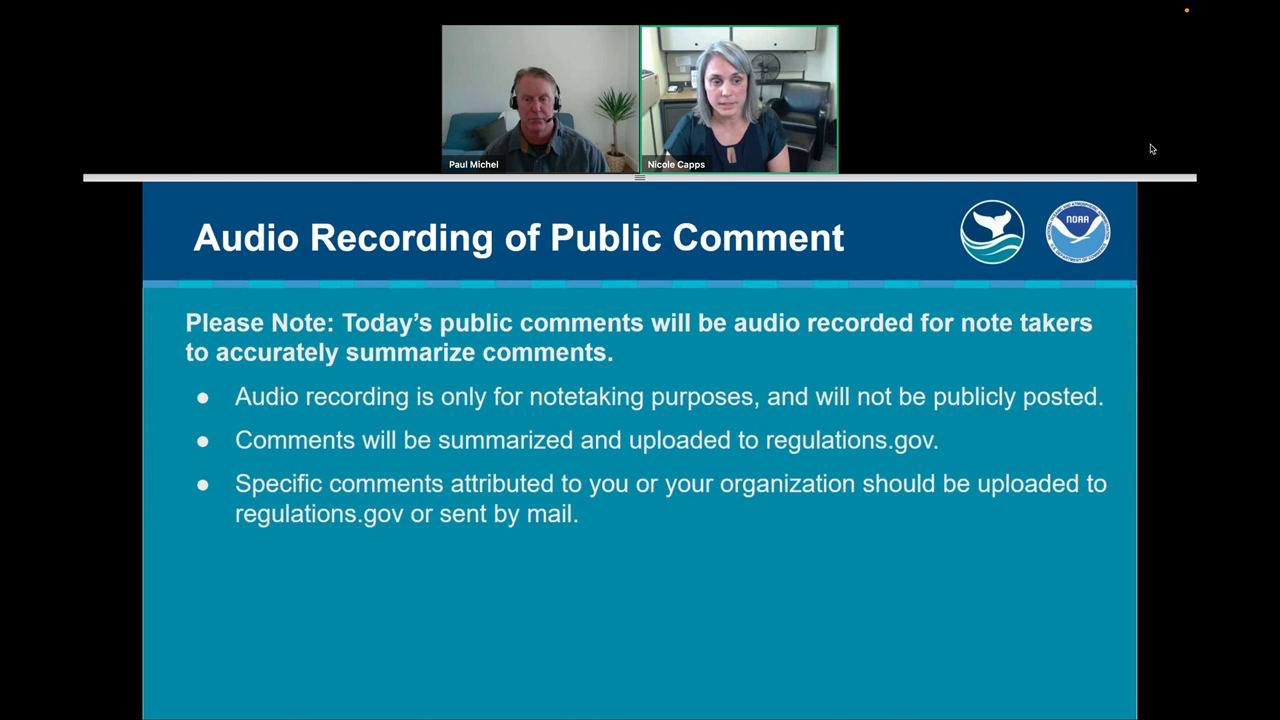 Paul Michel
Nicole Capps
Audio Recording of Public Comment
NOAA
Please Note: Today's public comments will be audio recorded for note takers
to accurately summarize comments.
● Audio recording is only for notetaking purposes, and will not be publicly posted.
● Comments will be summarized and uploaded to regulations.gov.
● Specific comments attributed to you or your organization should be uploaded to
regulations.gov or sent by mail.